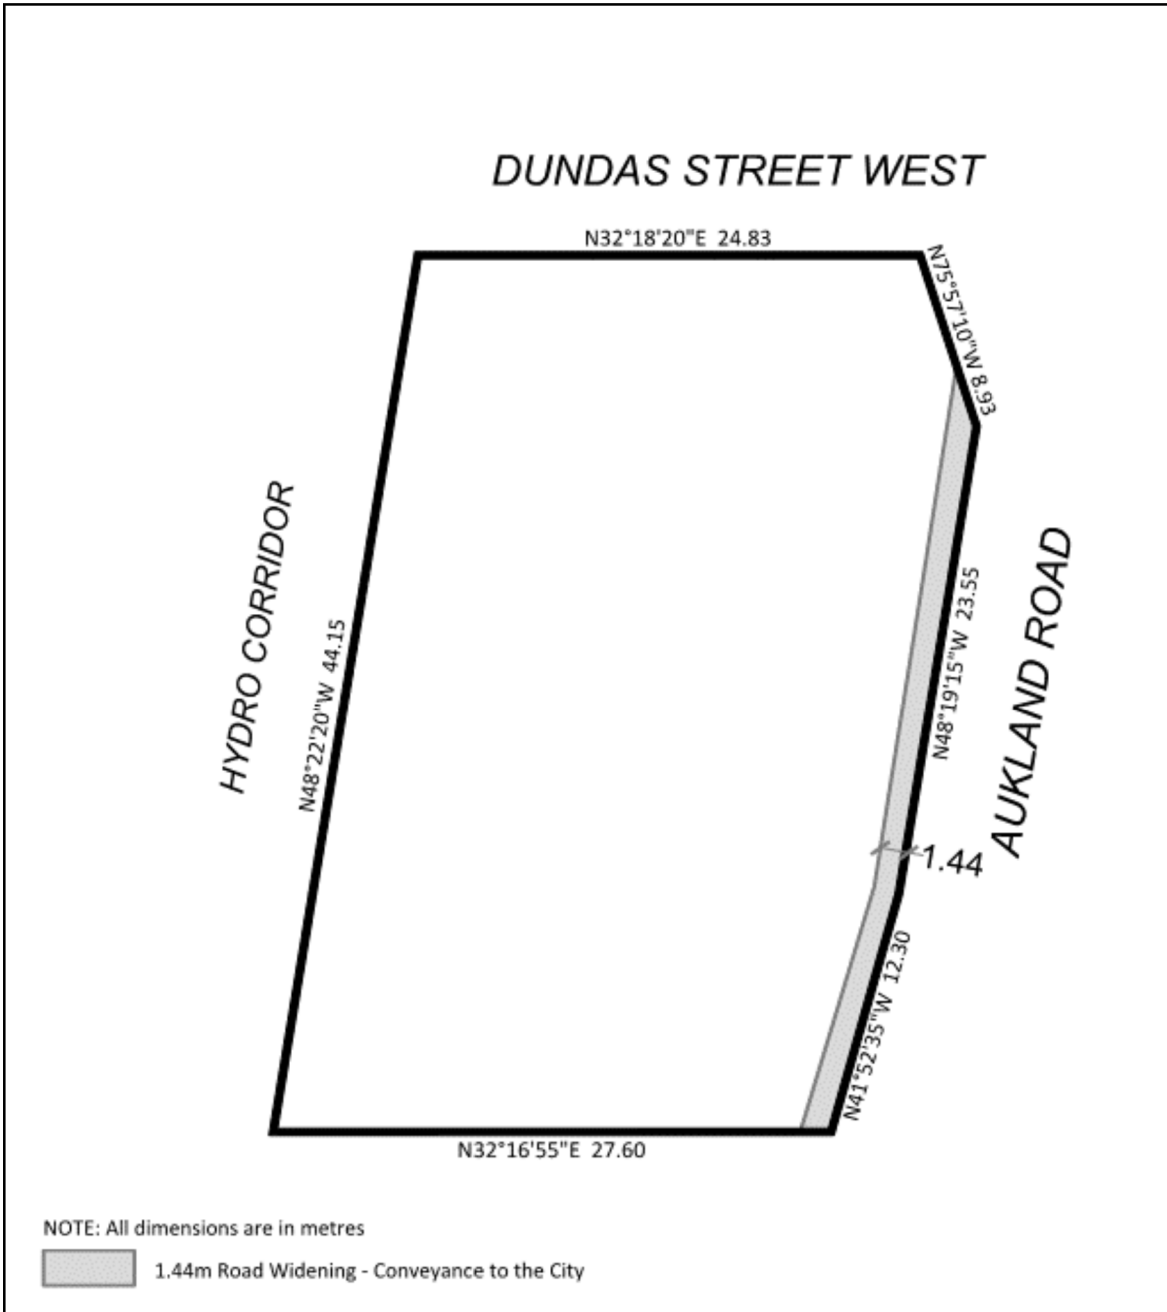 DUNDAS STREET WEST
N32°18'20"E 24.83
N75°57'10"W 8.93
HYDRO CORRIDOR
N48°22'20"W 44.15
N48°19'15"W 23.55
AUKLAND ROAD
1.44
N41°52'35"W 12.30
N32°16'55"E 27.60
NOTE: All dimensions are in metres
1.44m Road Widening - Conveyance to the City